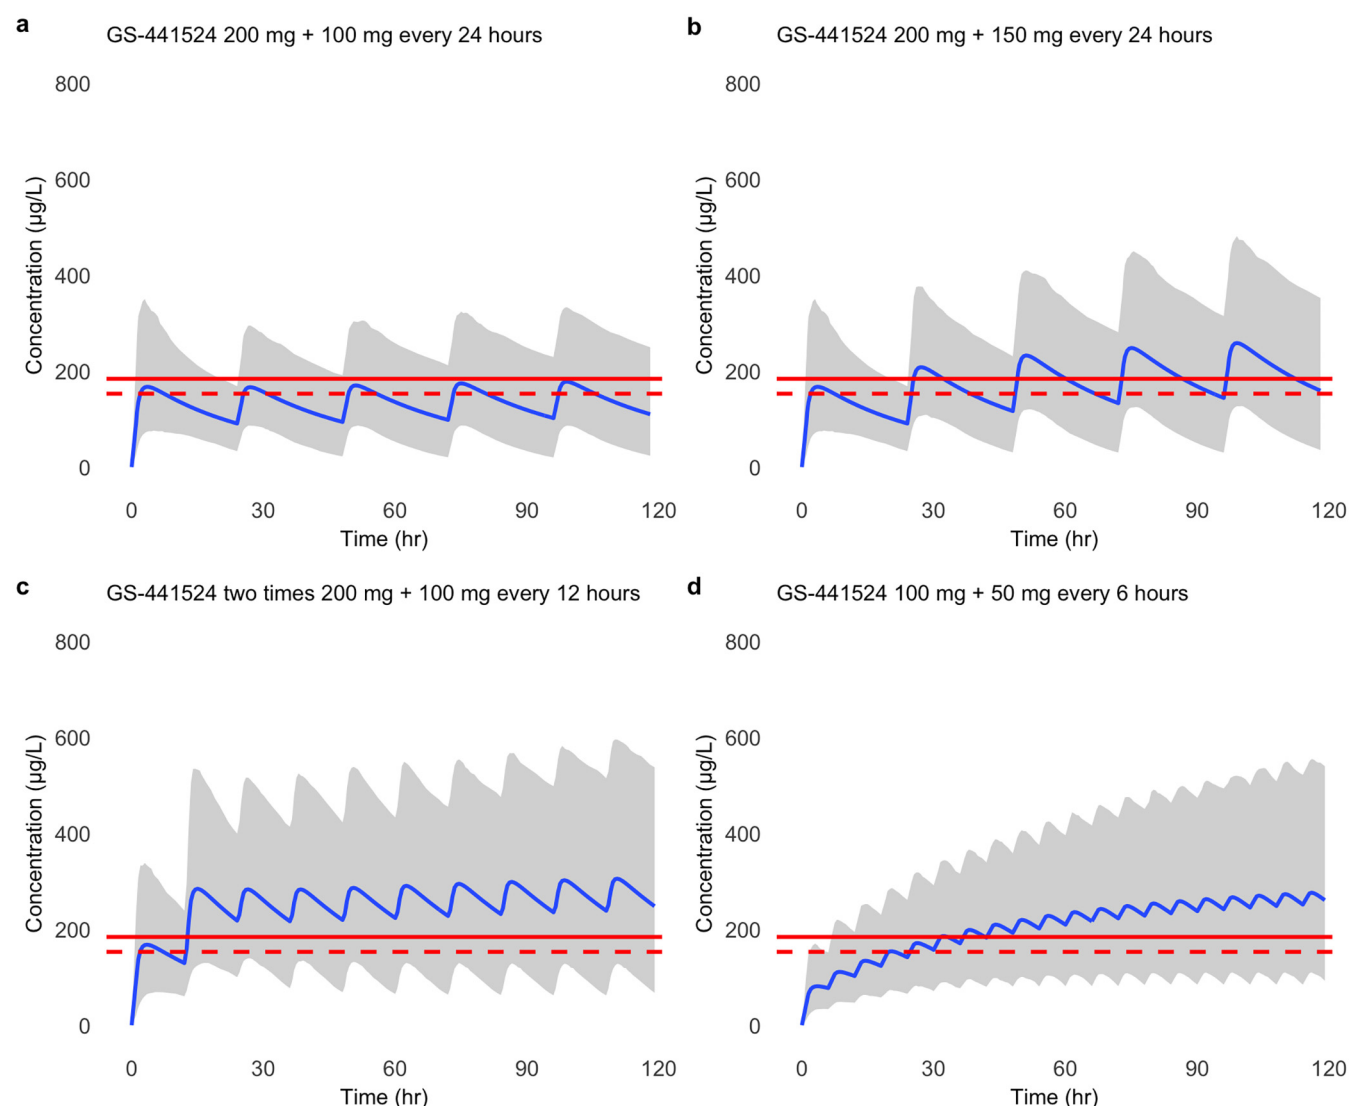 a
GS-441524 200 mg + 100 mg every 24 hours
800
600
400
200
0
Concentration (µg/L)
0 30 60 90 120
Time (hr)
b
GS-441524 200 mg + 150 mg every 24 hours
800
600
400
200
0
Concentration (µg/L)
0 30 60 90 120
Time (hr)
c
GS-441524 two times 200 mg + 100 mg every 12 hours
800
600
400
200
0
Concentration (µg/L)
0 30 60 90 120
Time (hr)
d
GS-441524 100 mg + 50 mg every 6 hours
800
600
400
200
0
Concentration (µg/L)
0 30 60 90 120
Time (hr)